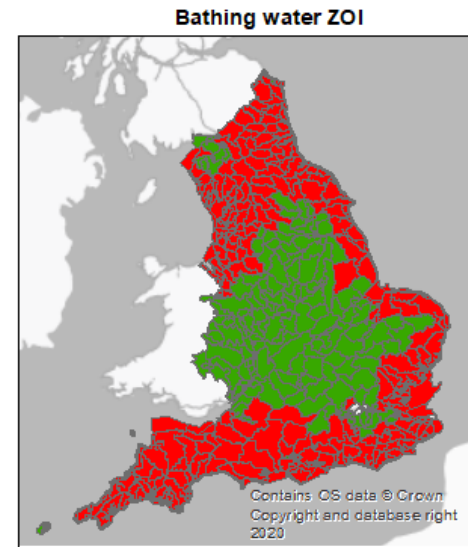 Bathing water ZOI
Contains OS data © Crown
Copyright and database right
2020